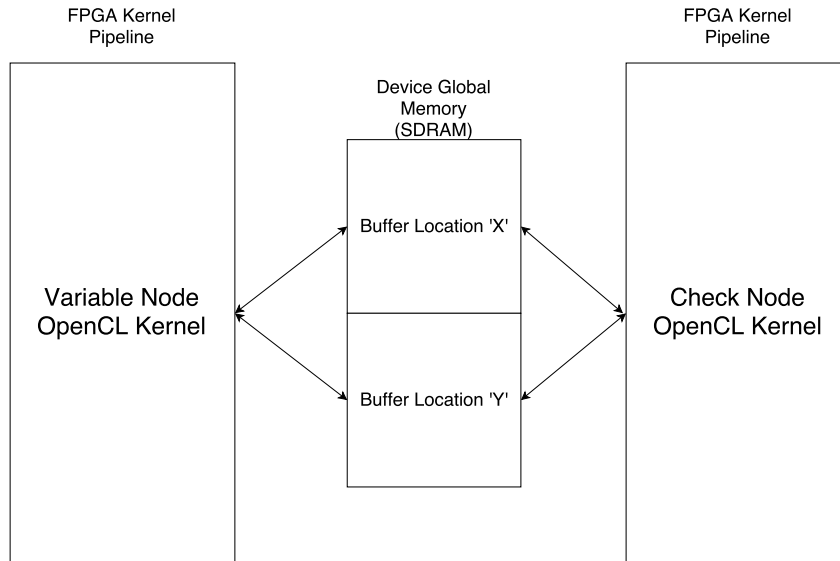 FPGA Kernel
Pipeline
FPGA Kernel
Pipeline
Device Global
Memory
(SDRAM)
Buffer Location 'X'
Variable Node
OpenCL Kernel
Check Node
OpenCL Kernel
Buffer Location 'Y'